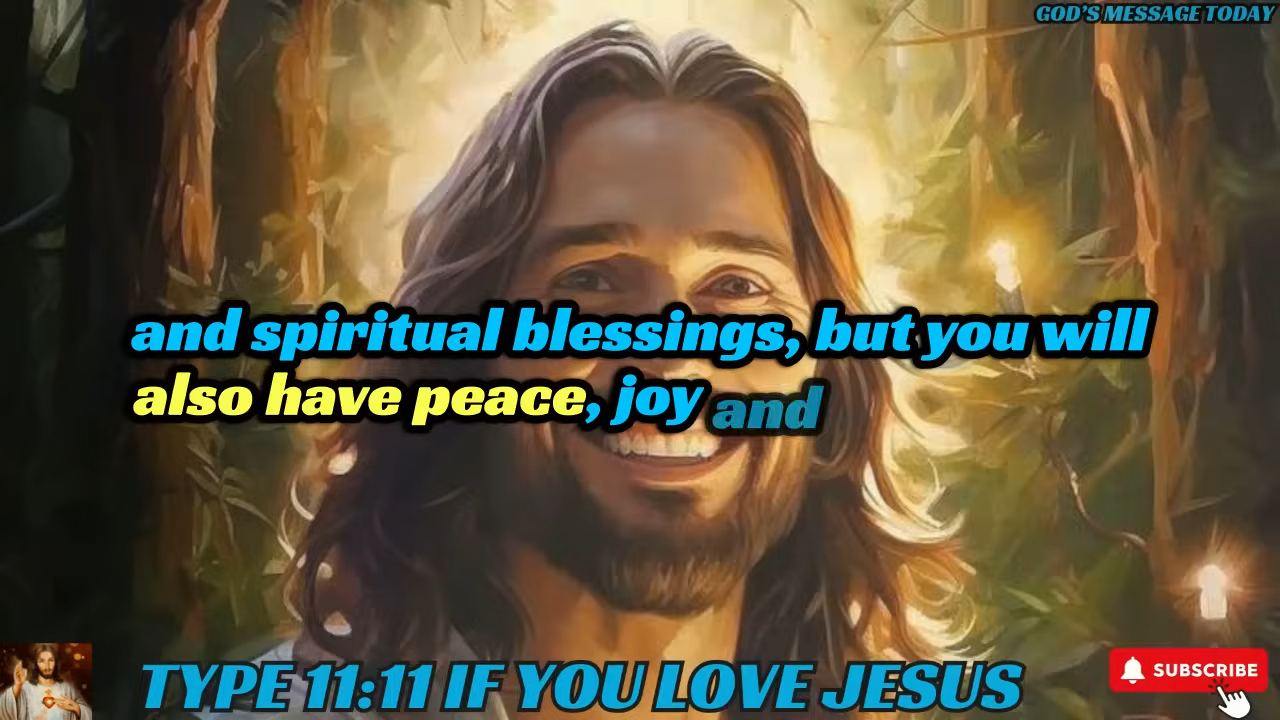 GOD'S MESSAGE TODAY
and spiritual blessings, but you will
also have peace, joy and
TYPE 11:11 IF YOU LOVE JESUS
SUBSCRIBE